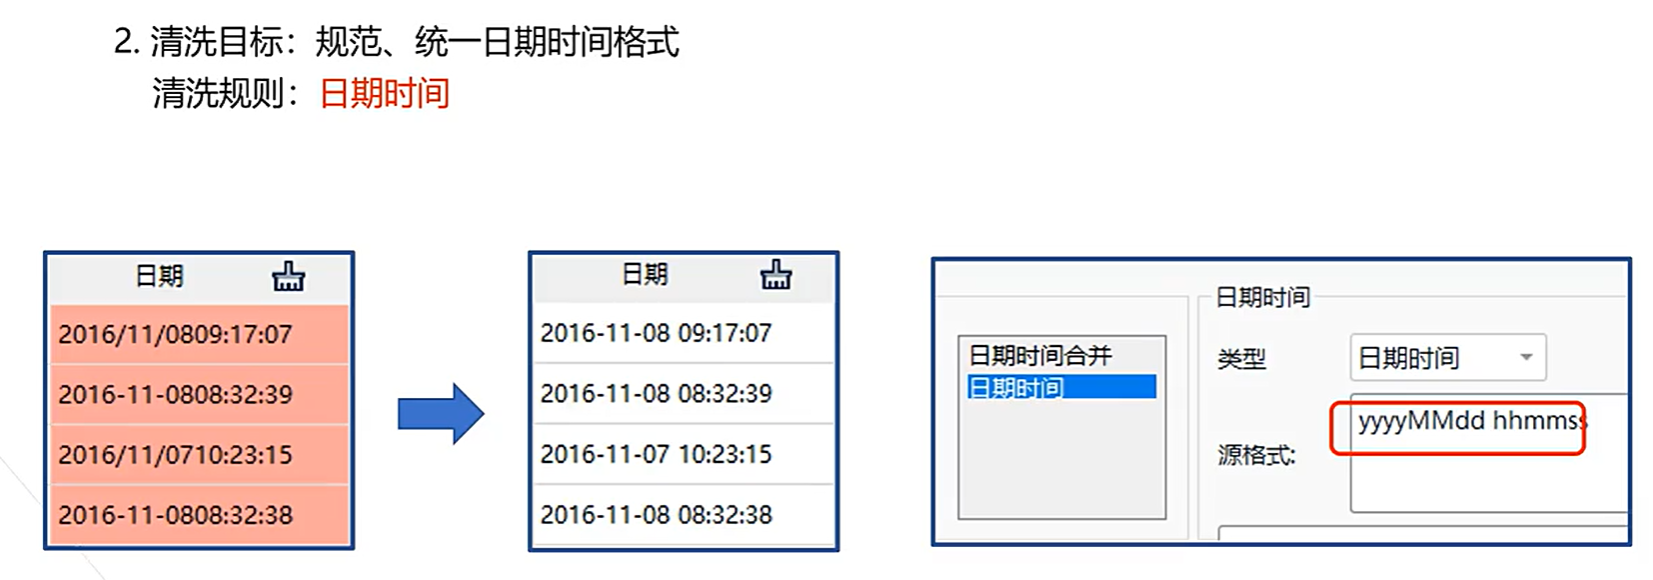 2. 清洗目标：规范、统一日期时间格式
清洗规则：日期时间
日期
2016/11/0809:17:07
2016-11-0808:32:39
2016/11/0710:23:15
2016-11-0808:32:38
日期
2016-11-08 09:17:07
2016-11-08 08:32:39
2016-11-07 10:23:15
2016-11-08 08:32:38
日期时间合并
日期时间
日期时间
类型
日期时间
源格式:
yyyyMMdd hhmmss